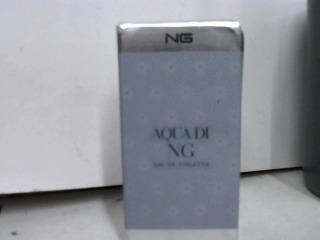 NG
AQUA DI
NG
EAU DE TOILETTE